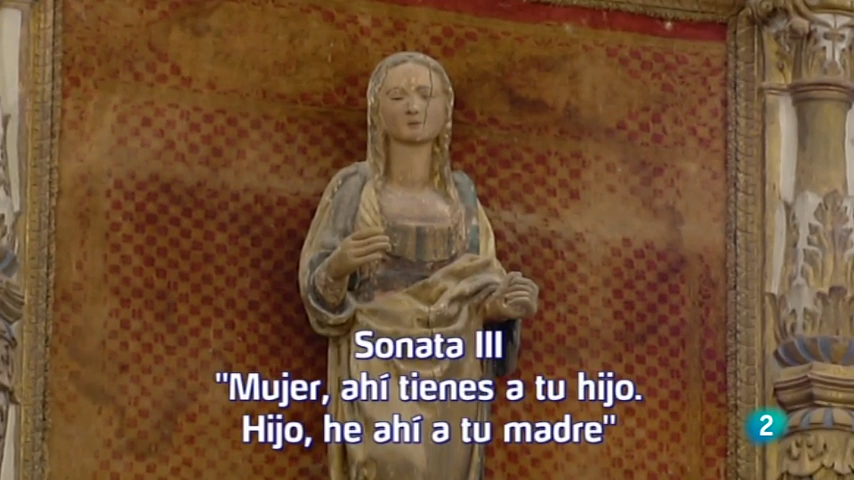 Sonata III
"Mujer, ahí tienes a tu hijo.
Hijo, he ahí a tu madre"
2